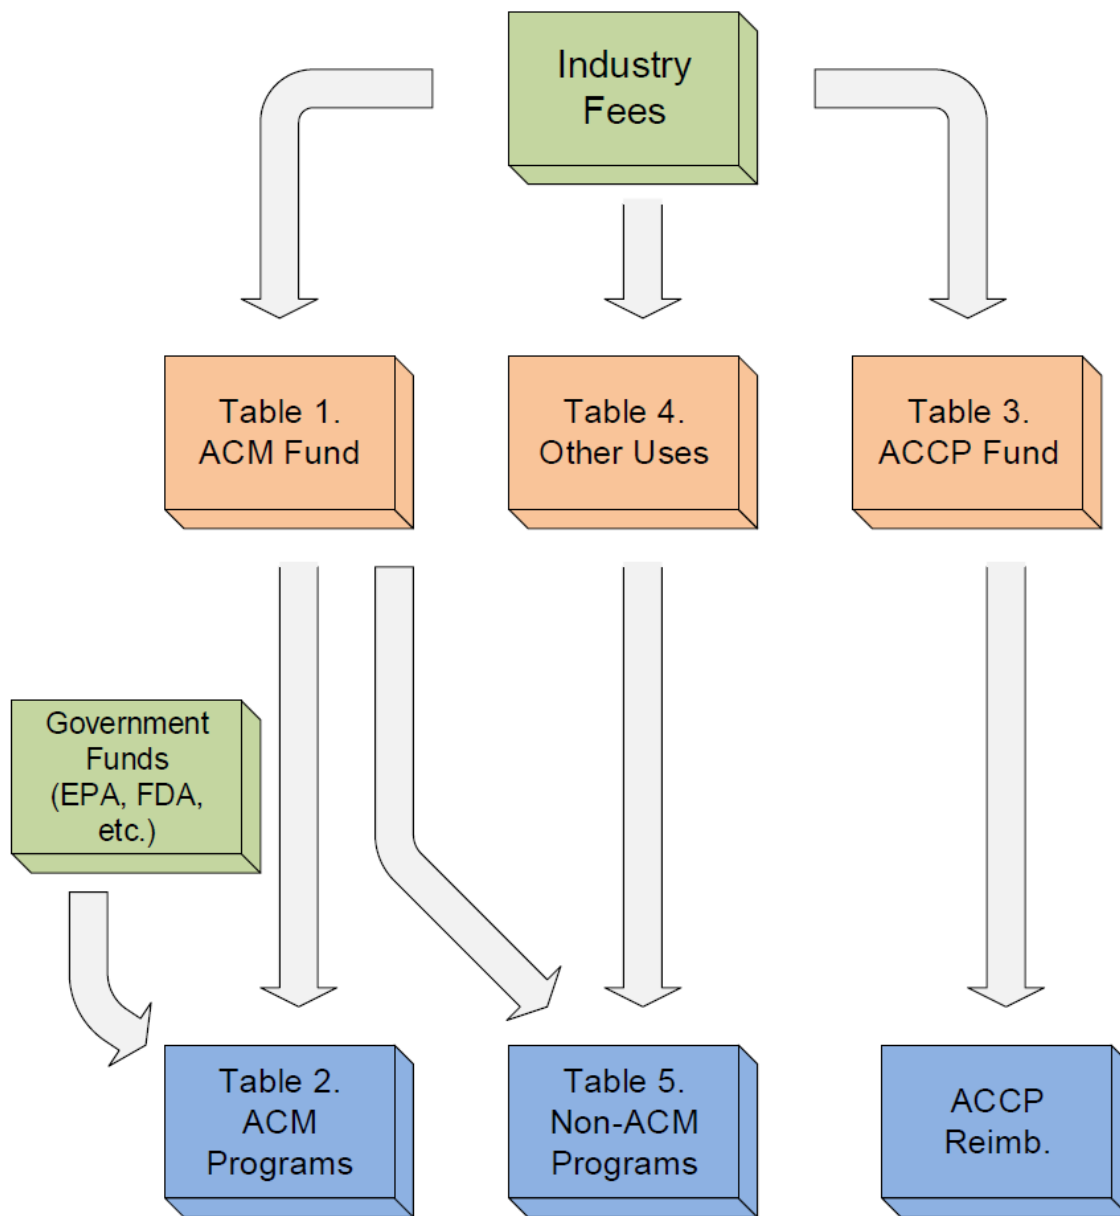 Industry
Fees
Table 1.
ACM Fund
Table 4.
Other Uses
Table 3.
ACCP Fund
Government
Funds
(EPA, FDA,
etc.)
Table 2.
ACM
Programs
Table 5.
Non-ACM
Programs
ACCP
Reimb.